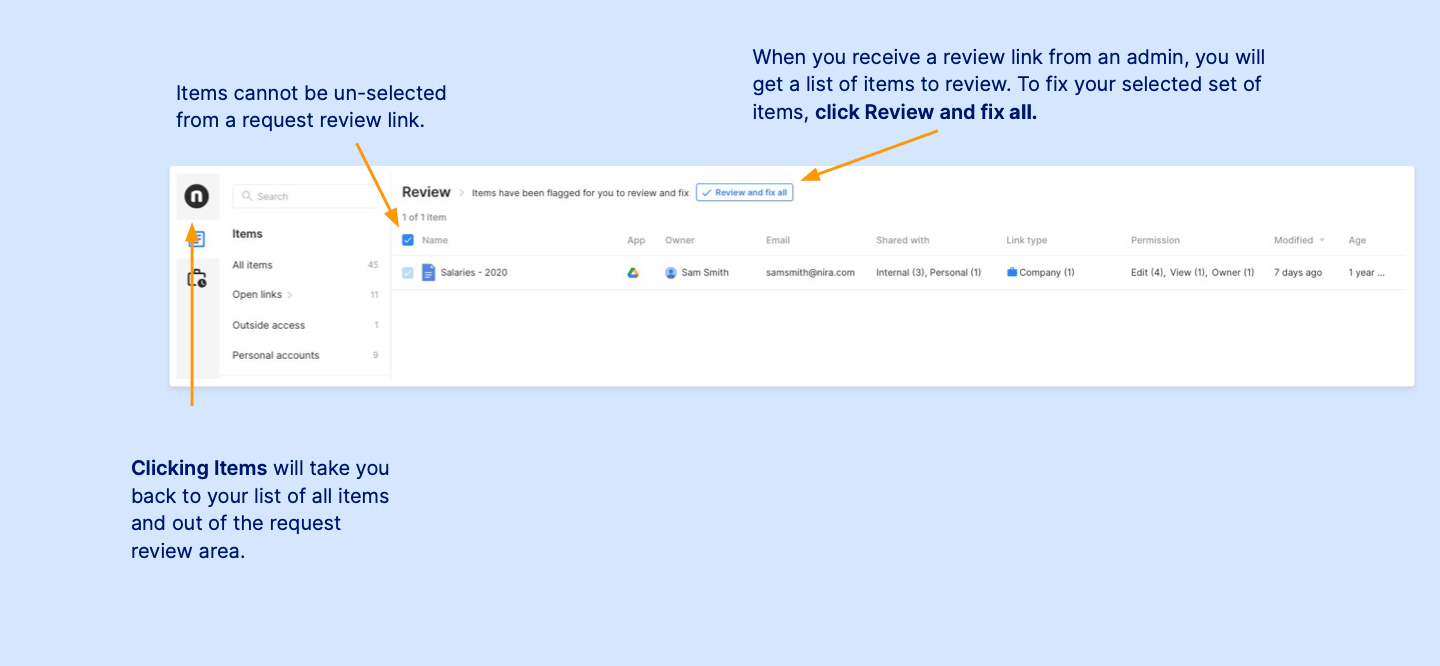 When you receive a review link from an admin, you will
get a list of items to review. To fix your selected set of
items, click Review and fix all.
Items cannot be un-selected
from a request review link.
Search
Items
All items 45
Open links 11
Outside access 1
Personal accounts 9
Review Items have been flagged for you to review and fix Review and fix all
1 of 1 item
Name App Owner Email Shared with Link type Permission Modified Age
Salaries - 2020 Sam Smith samsmith@nira.com Internal (3), Personal (1) Company (1) Edit (4), View (1), Owner (1) 7 days ago 1 year ...
Clicking Items will take you
back to your list of all items
and out of the request
review area.